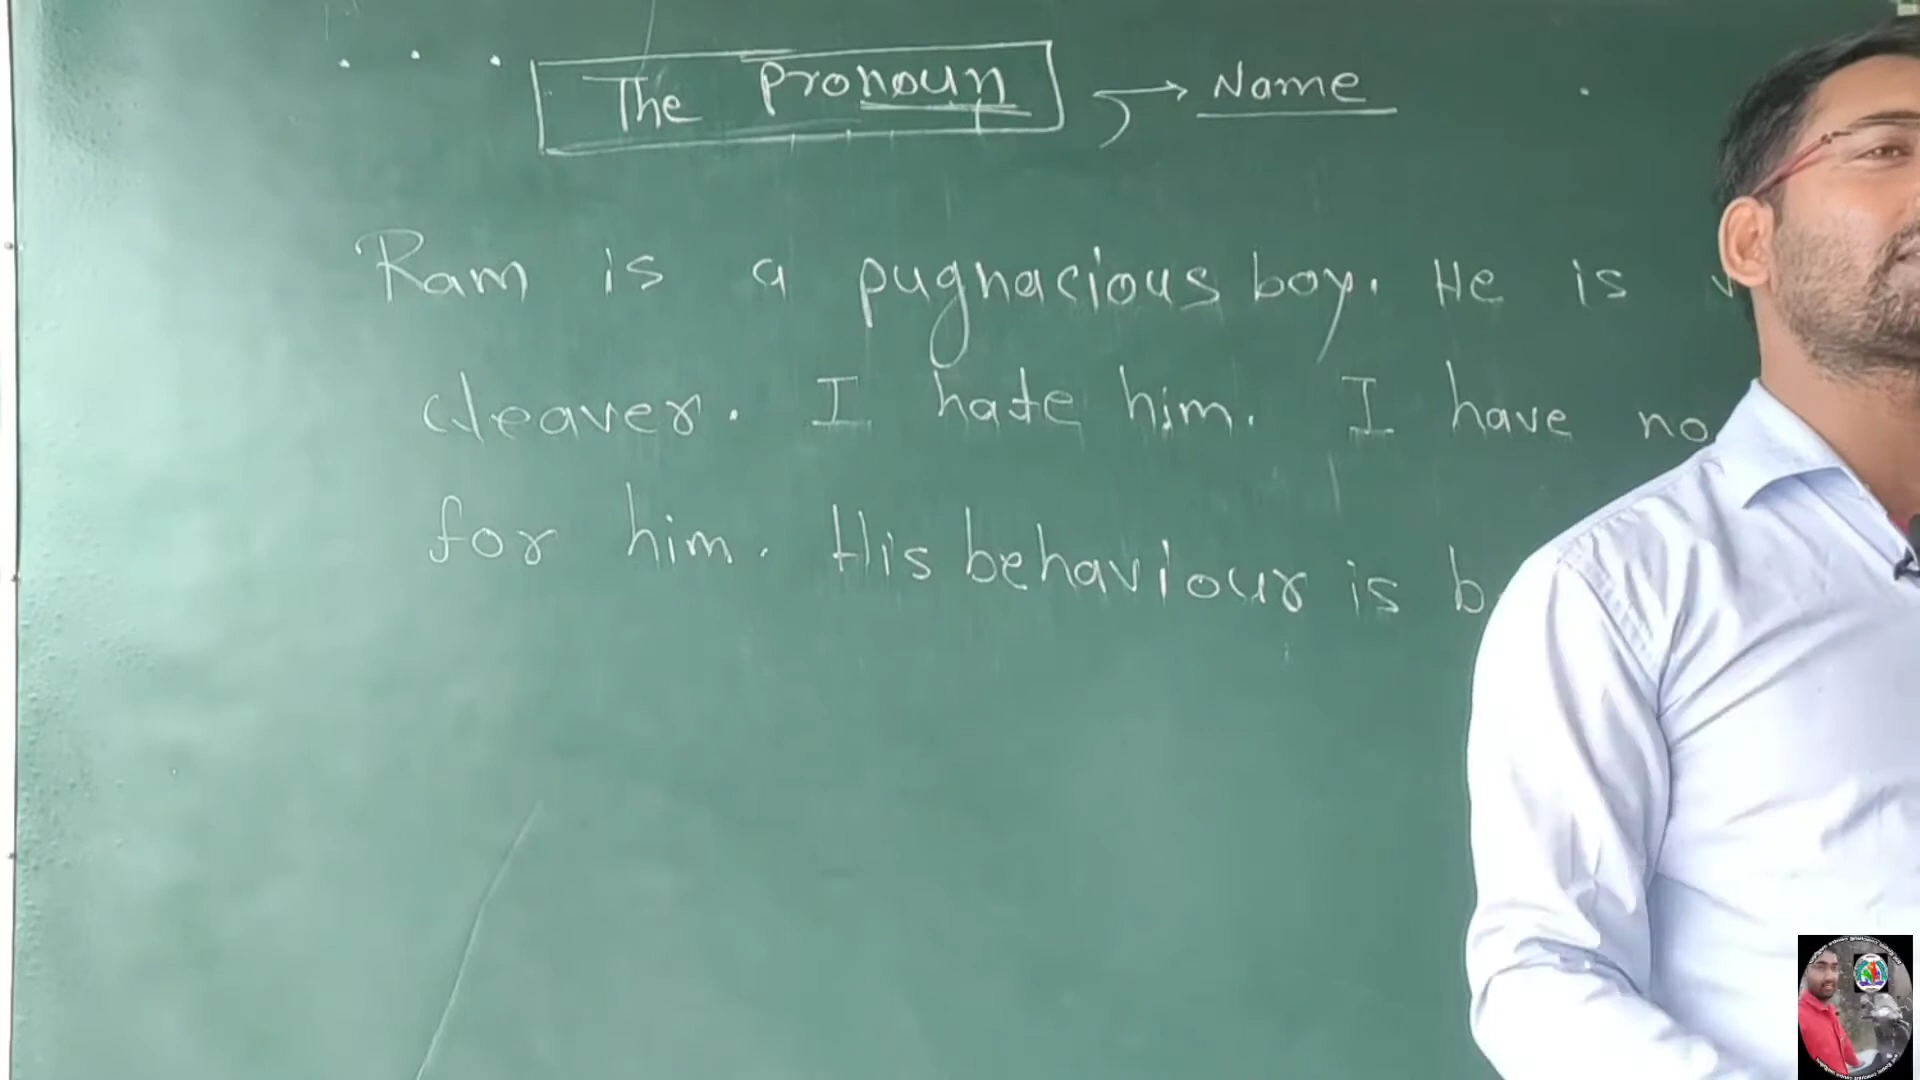 The Pronoun → Name
Ram is a pugnacious boy. He is
cleaver. I hate him. I have no
for him. His behaviour is